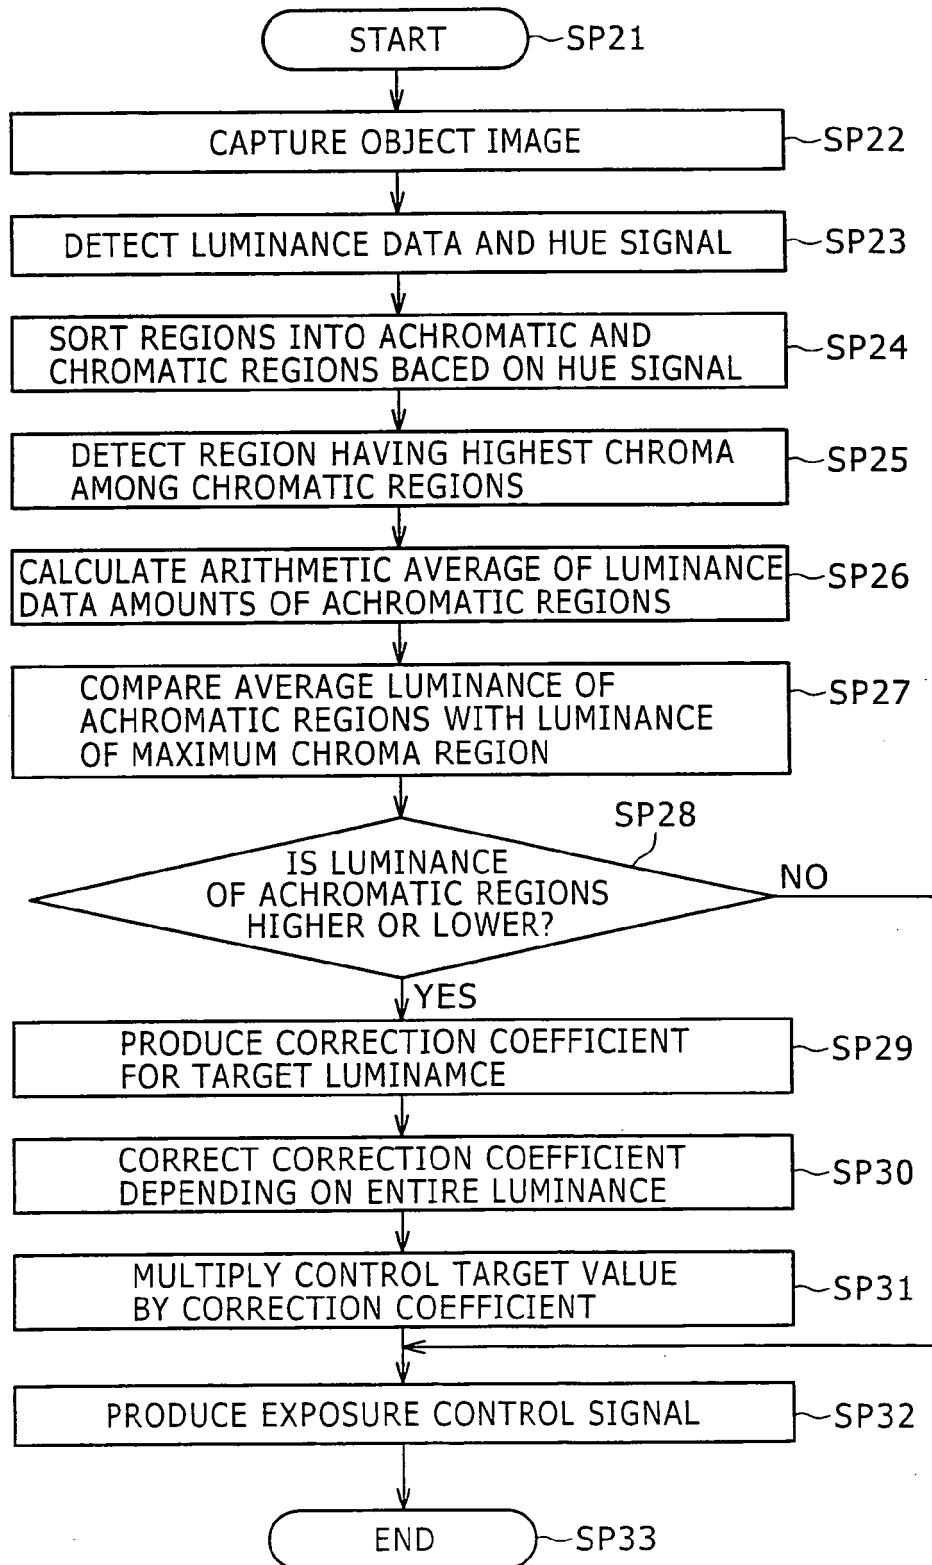 START
SP21
CAPTURE OBJECT IMAGE
SP22
DETECT LUMINANCE DATA AND HUE SIGNAL
SP23
SORT REGIONS INTO ACHROMATIC AND
CHROMATIC REGIONS BACED ON HUE SIGNAL
SP24
DETECT REGION HAVING HIGHEST CHROMA
AMONG CHROMATIC REGIONS
SP25
CALCULATE ARITHMETIC AVERAGE OF LUMINANCE
DATA AMOUNTS OF ACHROMATIC REGIONS
SP26
COMPARE AVERAGE LUMINANCE OF
ACHROMATIC REGIONS WITH LUMINANCE
OF MAXIMUM CHROMA REGION
SP27
SP28
IS LUMINANCE
OF ACHROMATIC REGIONS
HIGHER OR LOWER?
NO
YES
PRODUCE CORRECTION COEFFICIENT
FOR TARGET LUMINAMCE
SP29
CORRECT CORRECTION COEFFICIENT
DEPENDING ON ENTIRE LUMINANCE
SP30
MULTIPLY CONTROL TARGET VALUE
BY CORRECTION COEFFICIENT
SP31
PRODUCE EXPOSURE CONTROL SIGNAL
SP32
END
SP33